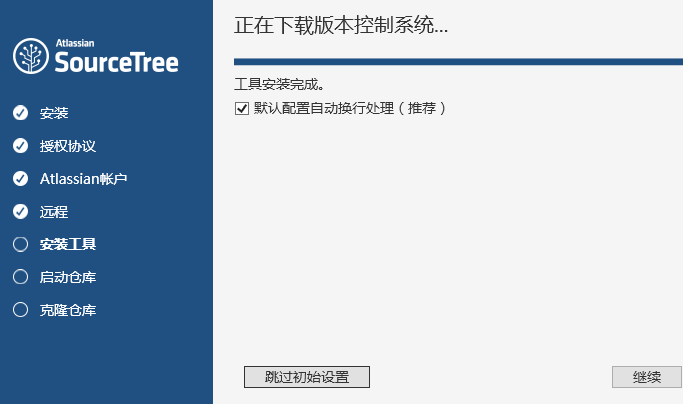 Atlassian
SourceTree
安装
授权协议
Atlassian帐户
远程
安装工具
启动仓库
克隆仓库
正在下载版本控制系统...
工具安装完成。
默认配置自动换行处理（推荐）
跳过初始设置
继续